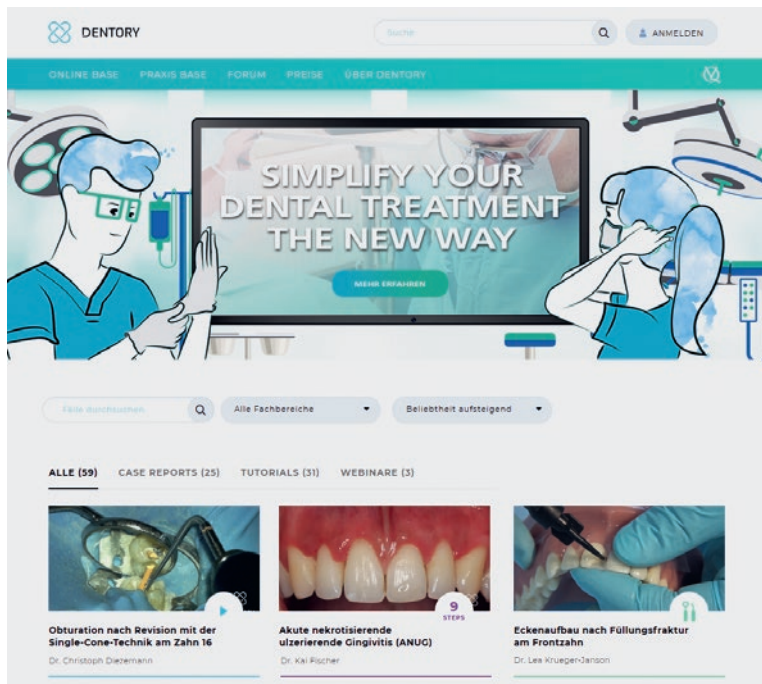 DENTORY
Suche
ANMELDEN
ONLINE BASE PRAXIS BASE FORUM PREISE ÜBER DENTORY
SIMPLIFY YOUR
DENTAL TREATMENT
THE NEW WAY
MEHR ERFAHREN
Fälle durchsuchen
Alle Fachbereiche
Beliebtheit aufsteigend
ALLE (59) CASE REPORTS (25) TUTORIALS (31) WEBINARE (3)
9
STEPS
Obturation nach Revision mit der
Single-Cone-Technik am Zahn 16
Dr. Christoph Diezemann
Akute nekrotisierende
ulzerierende Gingivitis (ANUG)
Dr. Kai Fischer
Eckenaufbau nach Füllungsfraktur
am Frontzahn
Dr. Lea Krueger-Janson